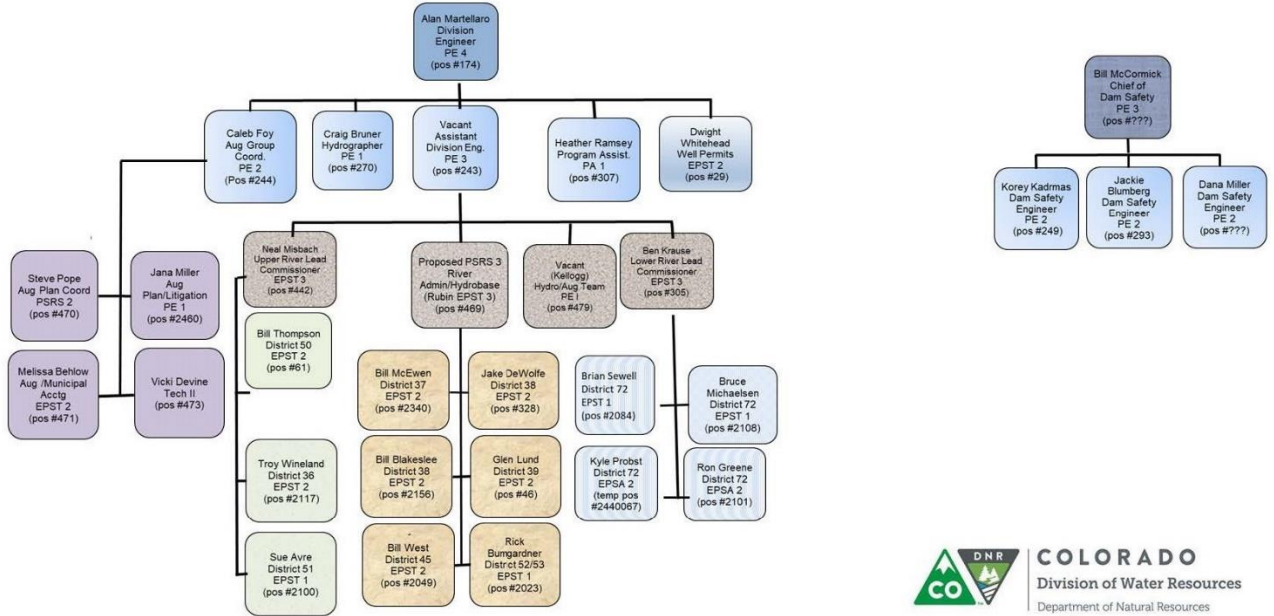 Alan Martellaro
Division
Engineer
PE 4
(pos #174)
Bill McCormick
Chief of
Dam Safety
PE 3
(pos #???)
Caleb Foy
Aug Group
Coord.
PE 2
(Pos #244)
Craig Bruner
Hydrographer
PE 1
(pos #270)
Vacant
Assistant
Division Eng.
PE 3
(pos #243)
Heather Ramsey
Program Assist.
PA 1
(pos #307)
Dwight
Whitehead
Well Permits
EPST 2
(pos #29)
Korey Kadrmas
Dam Safety
Engineer
PE 2
(pos #249)
Jackie
Blumberg
Dam Safety
Engineer
PE 2
(pos #293)
Dana Miller
Dam Safety
Engineer
PE 2
(pos #???)
Steve Pope
Aug Plan Coord
PSRS 2
(pos #470)
Jana Miller
Aug
Plan/Litigation
PE 1
(pos #2460)
Neal Misbach
Upper River Lead
Commissioner
EPST 3
(pos #442)
Proposed PSRS 3
River
Admin/Hydrobase
(Rubin EPST 3)
(pos #469)
Vacant
(Kellogg)
Hydro/Aug Team
PE I
(pos #479)
Ben Krause
Lower River Lead
Commissioner
EPST 3
(pos #305)
Melissa Behlow
Aug /Municipal
Acctg
EPST 2
(pos #471)
Vicki Devine
Tech II
(pos #473)
Bill Thompson
District 50
EPST 2
(pos #61)
Bill McEwen
District 37
EPST 2
(pos #2340)
Jake DeWolfe
District 38
EPST 2
(pos #328)
Brian Sewell
District 72
EPST 1
(pos #2084)
Bruce
Michaelsen
District 72
EPST 1
(pos #2108)
Troy Wineland
District 36
EPST 2
(pos #2117)
Bill Blakeslee
District 38
EPST 2
(pos #2156)
Glen Lund
District 39
EPST 2
(pos #46)
Kyle Probst
District 72
EPSA 2
(temp pos
#2440067)
Ron Greene
District 72
EPSA 2
(pos #2101)
Sue Avre
District 51
EPST 1
(pos #2100)
Bill West
District 45
EPST 2
(pos #2049)
Rick
Bumgardner
District 52/53
EPST 1
(pos #2023)
CO
DNR
COLORADO
Division of Water Resources
Department of Natural Resources